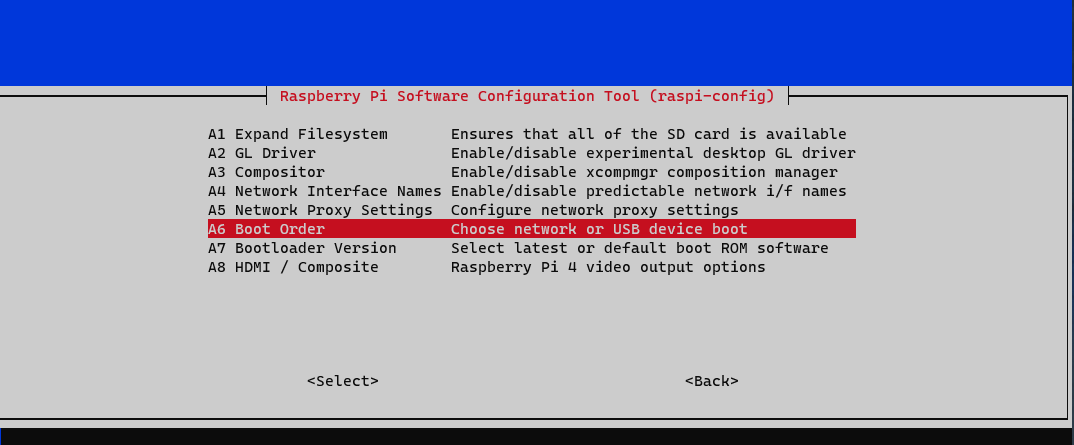 Raspberry Pi Software Configuration Tool (raspi-config)
A1 Expand Filesystem Ensures that all of the SD card is available
A2 GL Driver Enable/disable experimental desktop GL driver
A3 Compositor Enable/disable xcompmgr composition manager
A4 Network Interface Names Enable/disable predictable network i/f names
A5 Network Proxy Settings Configure network proxy settings
A6 Boot Order Choose network or USB device boot
A7 Bootloader Version Select latest or default boot ROM software
A8 HDMI / Composite Raspberry Pi 4 video output options
<Select> <Back>